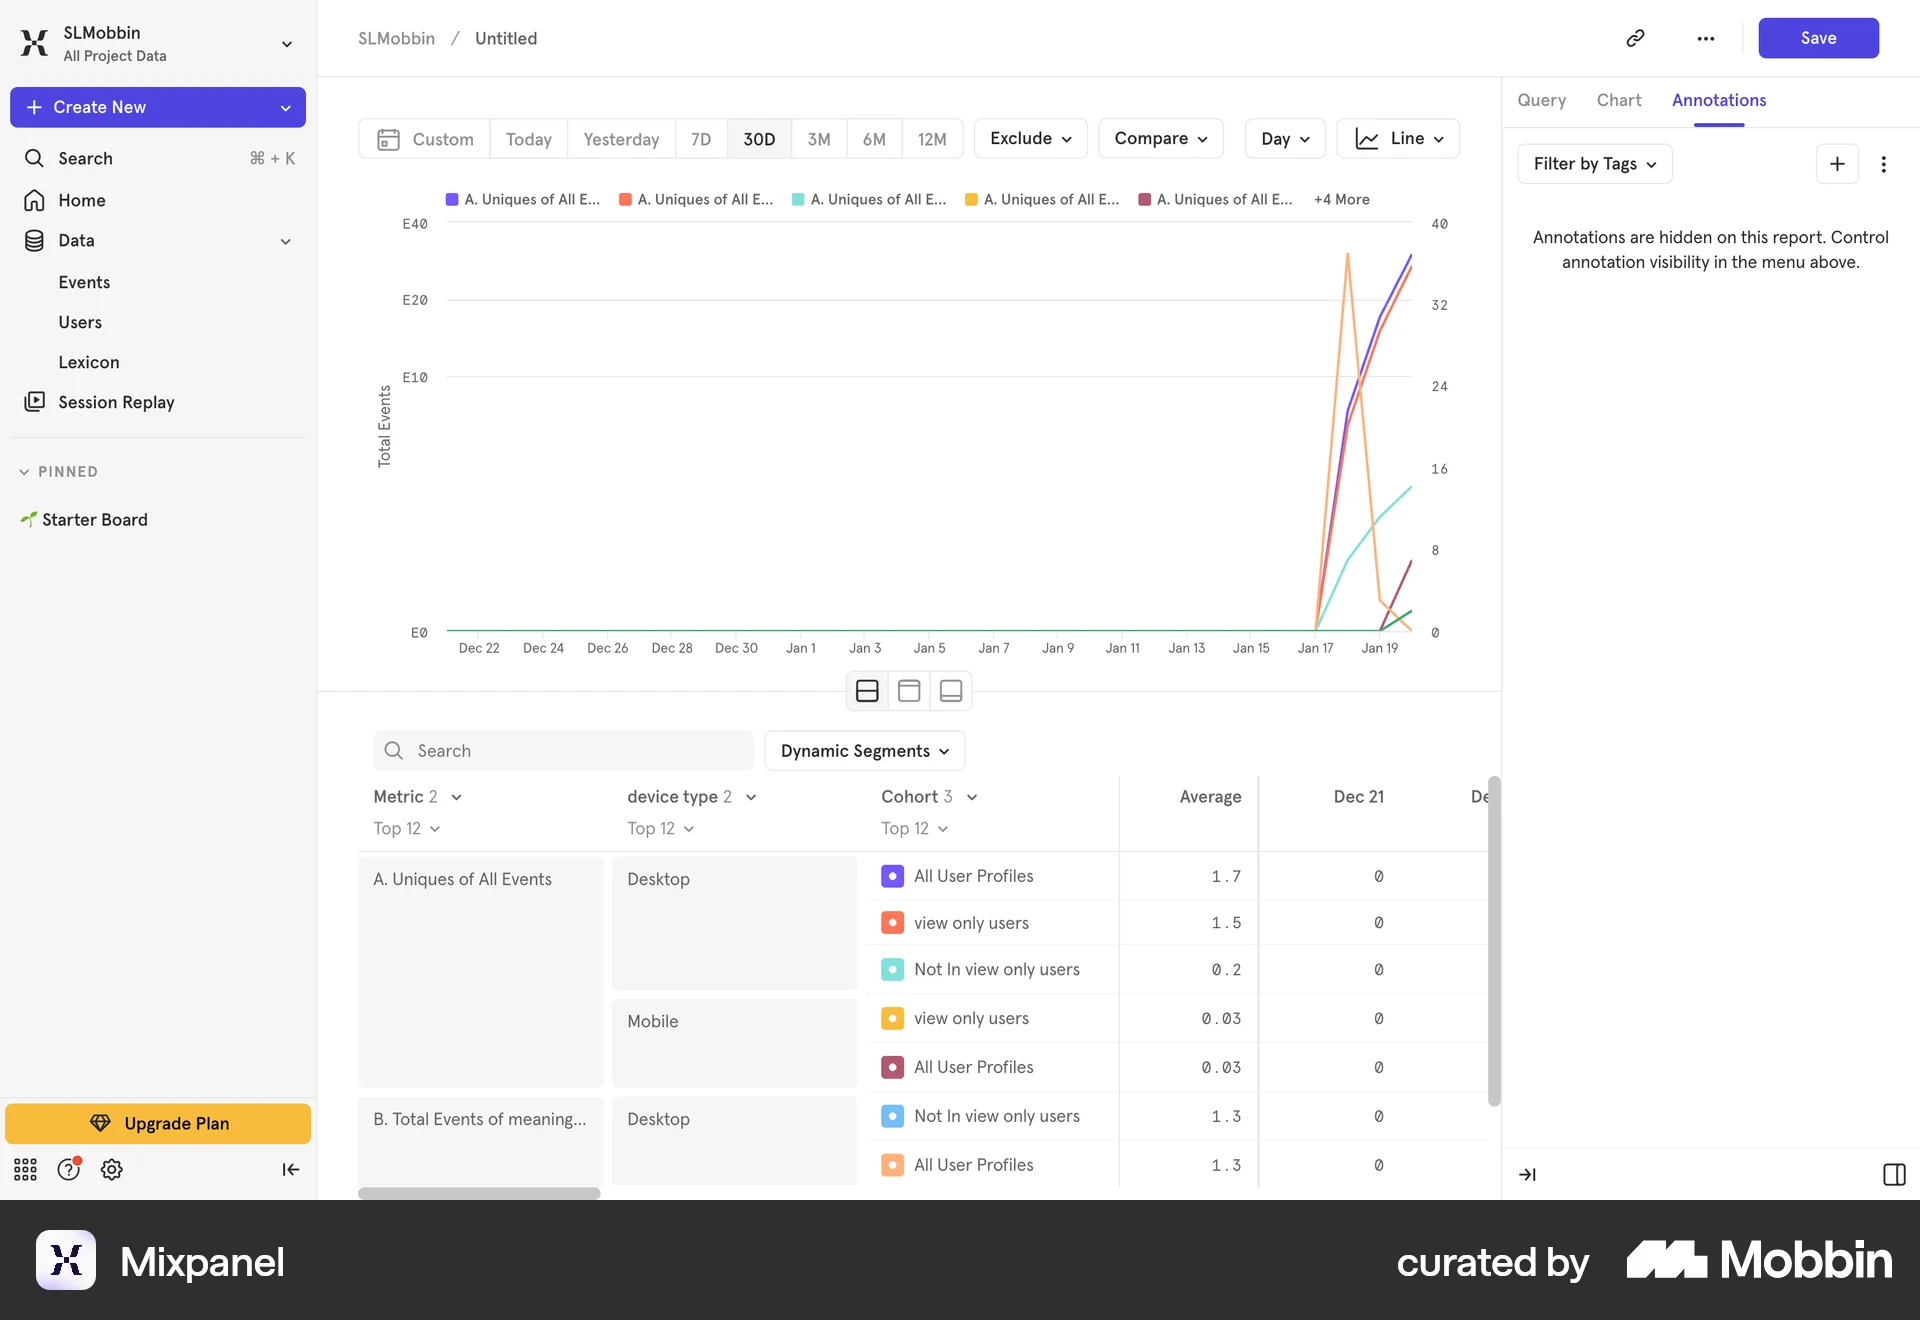 SLMobbin
All Project Data
Create New
Search ⌘ + K
Home
Data
Events
Users
Lexicon
Session Replay
PINNED
🌱 Starter Board
Upgrade Plan
SLMobbin / Untitled
Save
Custom Today Yesterday 7D 30D 3M 6M 12M Exclude Compare Day Line
A. Uniques of All E... A. Uniques of All E... A. Uniques of All E... A. Uniques of All E... A. Uniques of All E... +4 More
Total Events
E40
E20
E10
E0
40
32
24
16
8
0
Dec 22 Dec 24 Dec 26 Dec 28 Dec 30 Jan 1 Jan 3 Jan 5 Jan 7 Jan 9 Jan 11 Jan 13 Jan 15 Jan 17 Jan 19
Search Dynamic Segments
Metric 2 device type 2 Cohort 3 Average Dec 21 De
Top 12 Top 12 Top 12
A. Uniques of All Events Desktop All User Profiles 1.7 0
view only users 1.5 0
Not In view only users 0.2 0
Mobile view only users 0.03 0
All User Profiles 0.03 0
B. Total Events of meaning... Desktop Not In view only users 1.3 0
All User Profiles 1.3 0
Query Chart Annotations
Filter by Tags
Annotations are hidden on this report. Control
annotation visibility in the menu above.
Mixpanel
curated by Mobbin